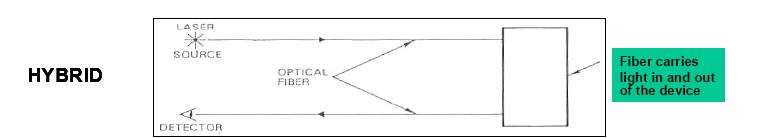 LASER
SOURCE
HYBRID
OPTICAL
FIBER
DETECTOR
Fiber carries
light in and out
of the device